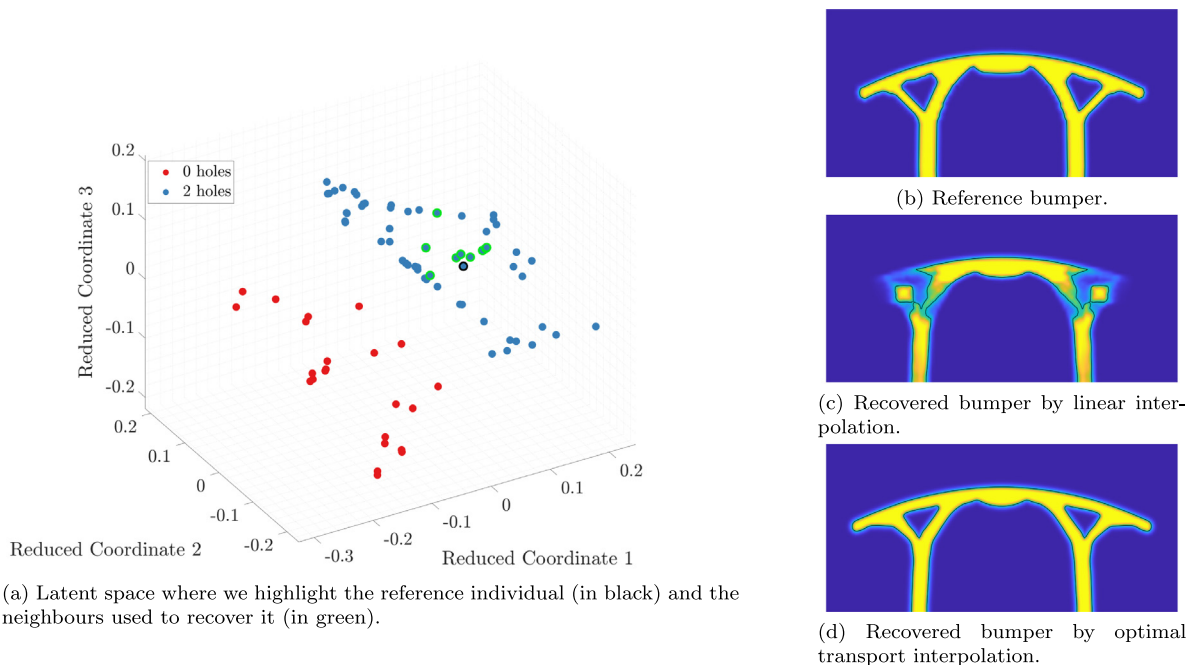 0.2
0.1
0
-0.1
-0.2
Reduced Coordinate 3
0 holes
2 holes
0.2
0.1
0
-0.1
-0.2
Reduced Coordinate 2
-0.3
-0.2
-0.1
0
0.1
0.2
Reduced Coordinate 1
(a) Latent space where we highlight the reference individual (in black) and the
neighbours used to recover it (in green).
(b) Reference bumper.
(c) Recovered bumper by linear inter-
polation.
(d) Recovered bumper by optimal
transport interpolation.